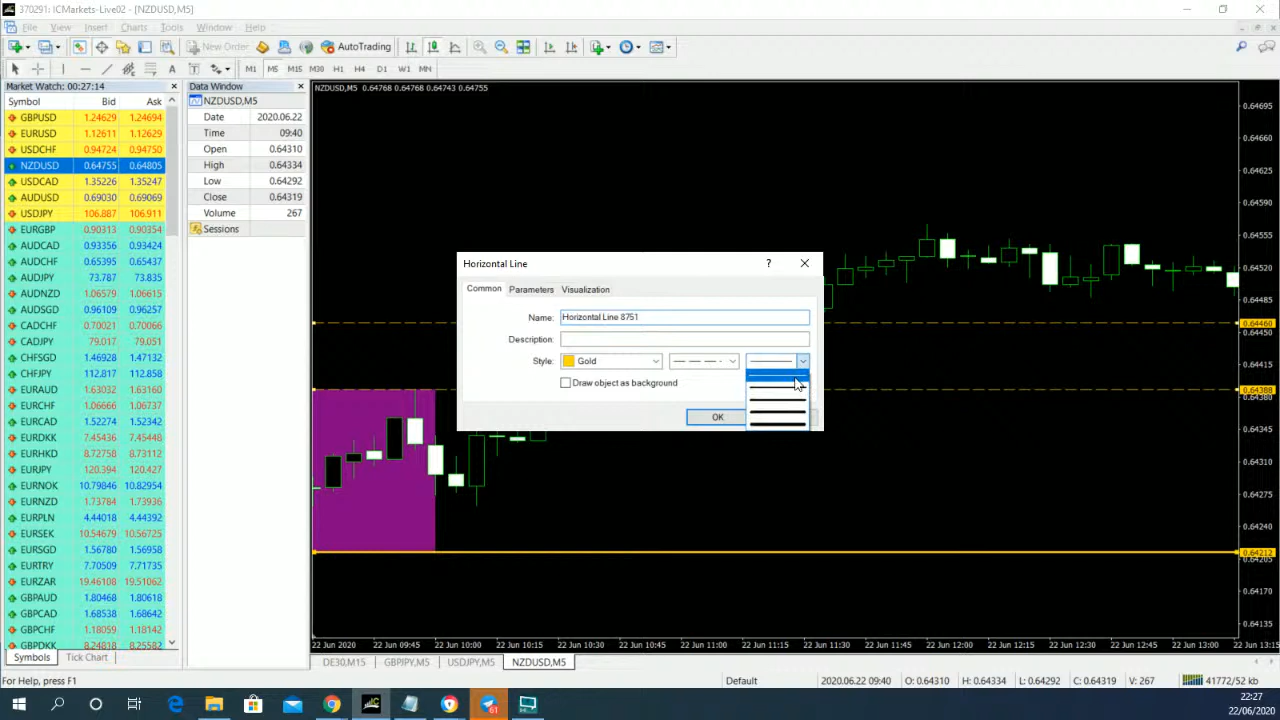 370291: ICMarkets-Live02 - [NZDUSD,M5]
File View Insert Charts Tools Window Help
New Order AutoTrading
M1 M5 M15 M30 H1 H4 D1 W1 MN
Market Watch: 00:27:14
Symbol Bid Ask
GBPUSD 1.24629 1.24694
EURUSD 1.12611 1.12639
USDCHF 0.94724 0.94750
NZDUSD 0.64755 0.64805
USDCAD 1.35226 1.35247
AUDUSD 0.69030 0.69069
USDJPY 106.887 106.911
EURGBP 0.90313 0.90354
AUDCAD 0.93356 0.93424
AUDCHF 0.65395 0.65437
AUDJPY 73.787 73.835
AUDNZD 1.06579 1.06615
AUDSGD 0.96109 0.96257
CADCHF 0.70021 0.70066
CADJPY 79.017 79.051
CHFSGD 1.46928 1.47132
CHFJPY 112.817 112.858
EURAUD 1.63032 1.63160
EURCHF 1.06666 1.06738
EURCAD 1.52274 1.52308
EURDKK 7.45436 7.45448
EURHKD 8.72758 8.73112
EURJPY 120.394 120.427
EURNOK 10.79846 10.82954
EURNZD 1.73784 1.73936
EURPLN 4.44018 4.44392
EURSEK 10.54679 10.56725
EURSGD 1.56780 1.56958
EURTRY 7.70509 7.71735
EURZAR 19.46108 19.51062
GBPAUD 1.80468 1.80618
GBPCAD 1.68538 1.68642
GBPCHF 1.18059 1.18142
GBPDKK 8.24818 8.25582
Symbols Tick Chart
Data Window
NZDUSD,M5
Date 2020.06.22
Time 09:40
Open 0.64310
High 0.64334
Low 0.64292
Close 0.64319
Volume 267
Sessions
NZDUSD,M5 0.64768 0.64768 0.64743 0.64755
Horizontal Line ?
Common Parameters Visualization
Name: Horizontal Line 8751
Description:
Style: Gold
Draw object as background
OK
0.64695
0.64660
0.64625
0.64590
0.64555
0.64520
0.64485
0.64460
0.64388
0.64380
0.64345
0.64310
0.64275
0.64240
0.64212
0.64205
0.64170
0.64135
22 Jun 2020 22 Jun 09:45 22 Jun 10:00 22 Jun 10:15 22 Jun 10:30 22 Jun 10:45 22 Jun 11:00 22 Jun 11:15 22 Jun 11:30 22 Jun 11:45 22 Jun 12:00 22 Jun 12:15 22 Jun 12:30 22 Jun 12:45 22 Jun 13:00 22 Jun 13:15
DE30,M15 GBPJPY,M5 USDJPY,M5 NZDUSD,M5
For Help, press F1 Default 2020.06.22 09:40 O: 0.64310 H: 0.64334 L: 0.64292 C: 0.64319 V: 267 41772/52 kb
61
22:27
22/06/2020